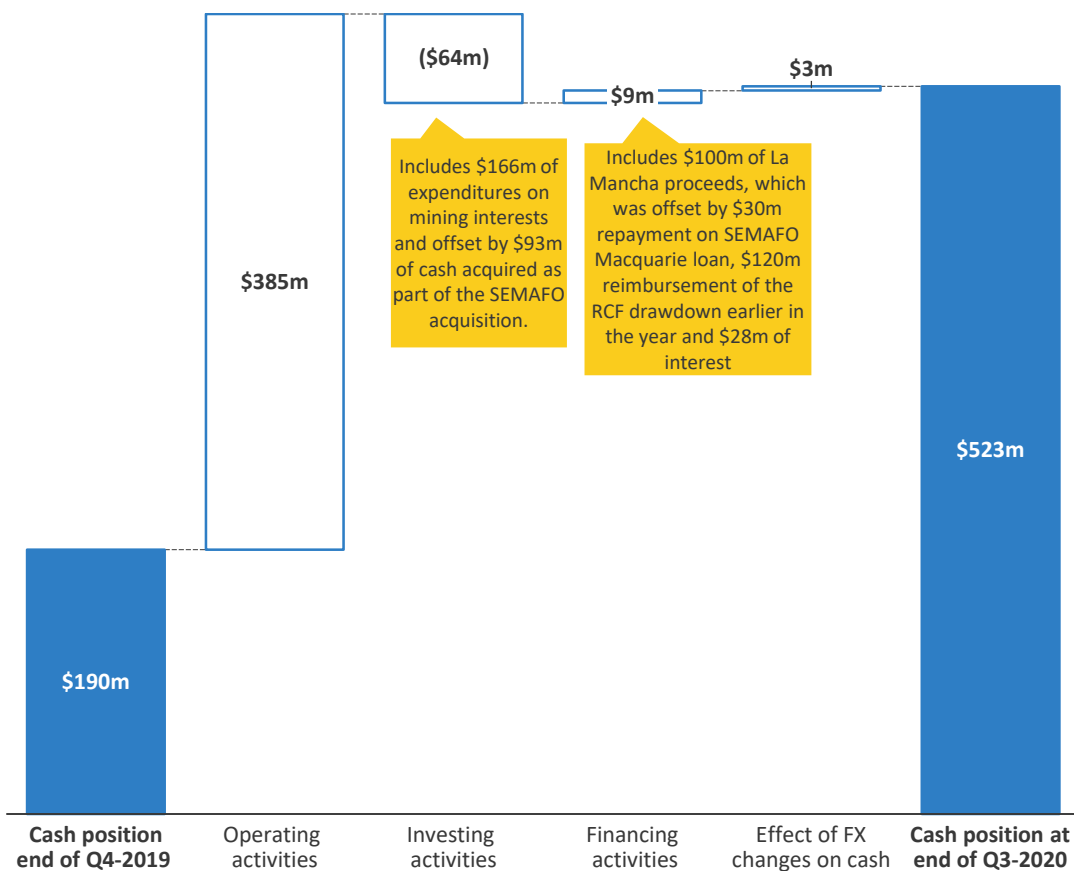 ($64m)
$3m
$9m
Includes $166m of
expenditures on
mining interests
and offset by $93m
of cash acquired as
part of the SEMAFO
acquisition.
Includes $100m of La
Mancha proceeds, which
was offset by $30m
repayment on SEMAFO
Macquarie loan, $120m
reimbursement of the
RCF drawdown earlier in
the year and $28m of
interest
$385m
$523m
$190m
Cash position
end of Q4-2019
Operating
activities
Investing
activities
Financing
activities
Effect of FX
changes on cash
Cash position at
end of Q3-2020